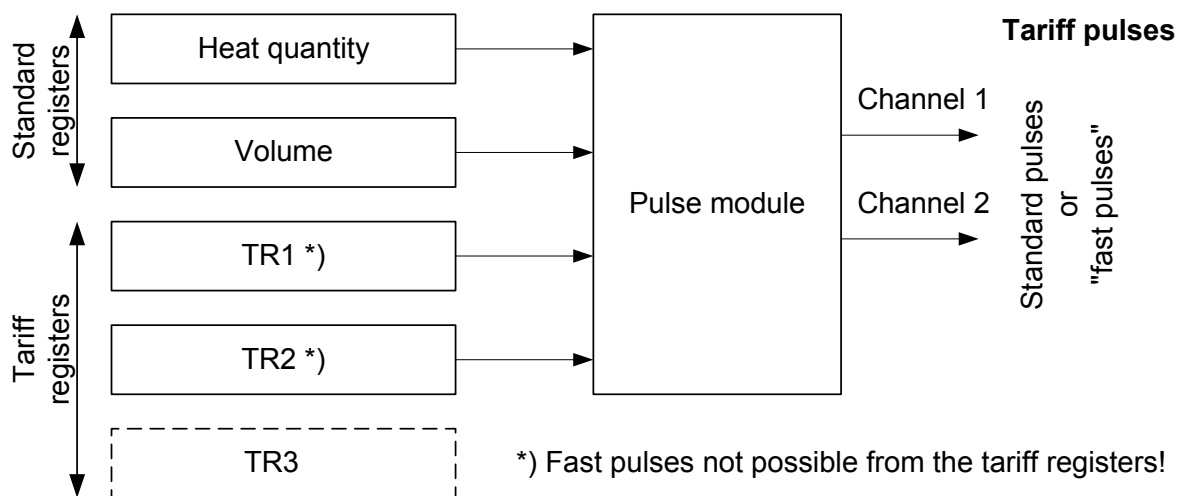 Standard
registers
Heat quantity
Volume
Tariff
registers
TR1 *)
TR2 *)
TR3
Pulse module
Tariff pulses
Channel 1
Channel 2
Standard pulses
or
"fast pulses"
*) Fast pulses not possible from the tariff registers!